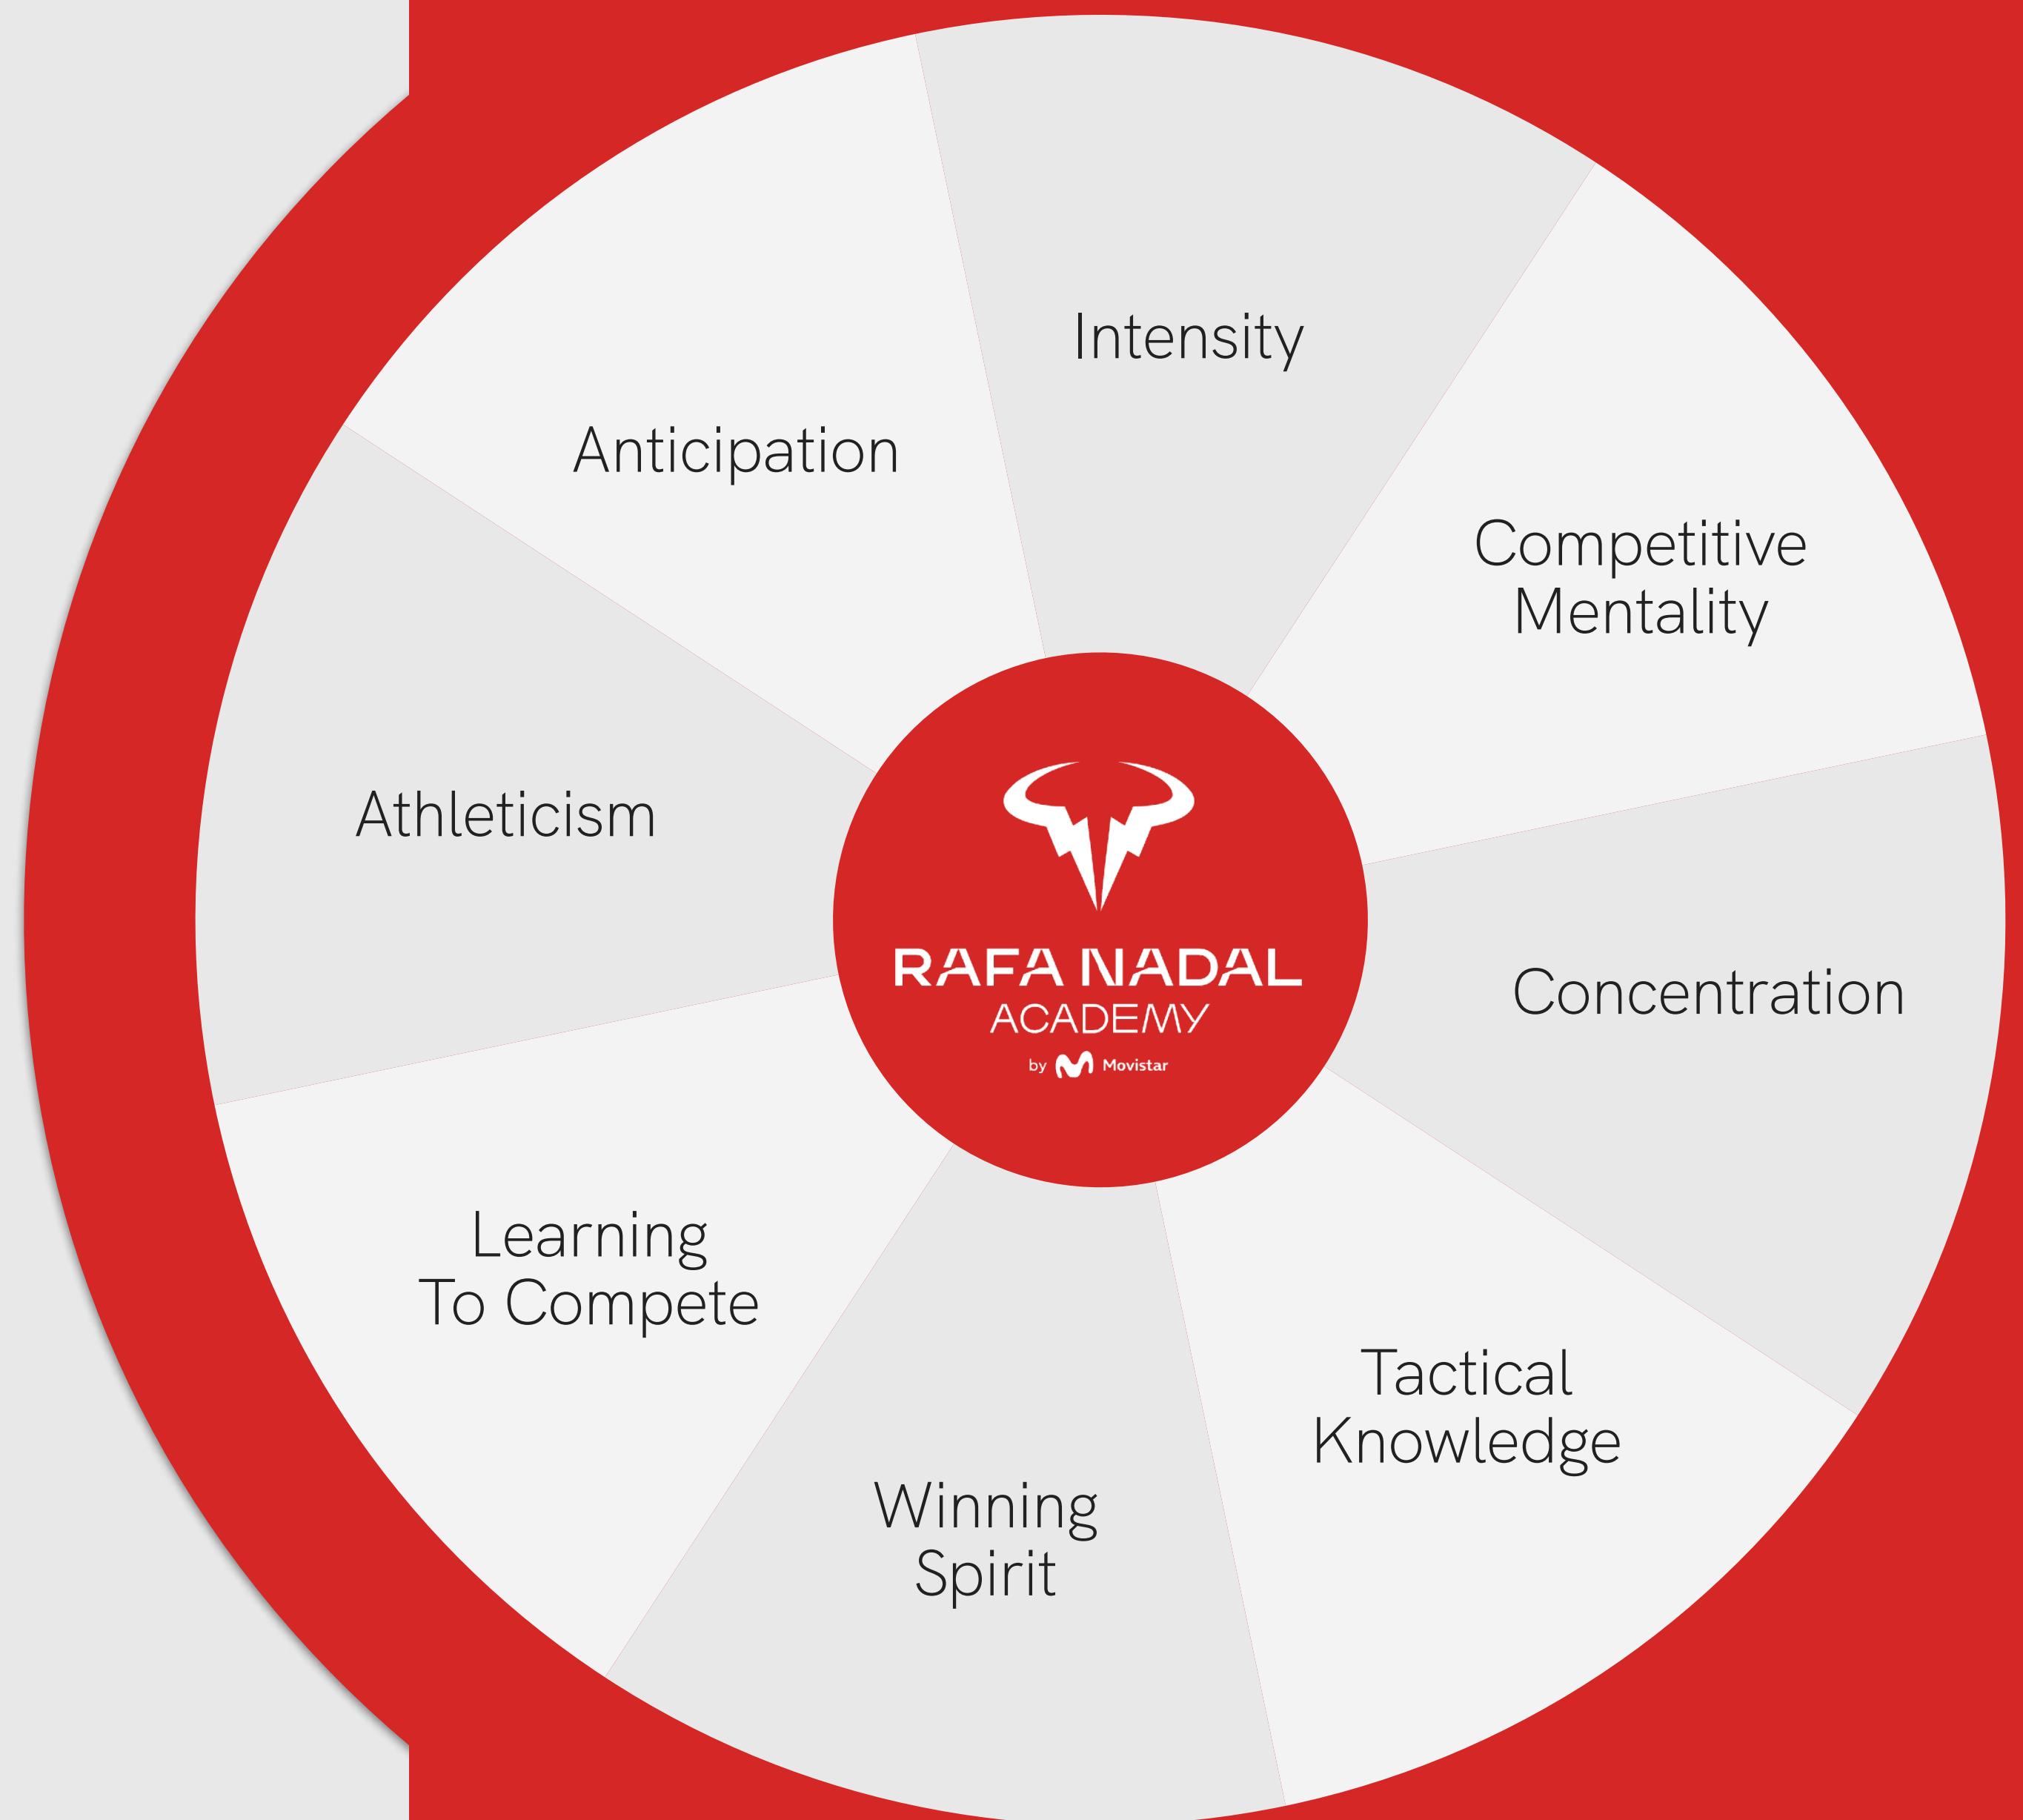 Intensity
Competitive
Mentality
Concentration
Tactical
Knowledge
Winning
Spirit
Learning
To Compete
Athleticism
Anticipation
RAFA NADAL
ACADEMY
by Movistar